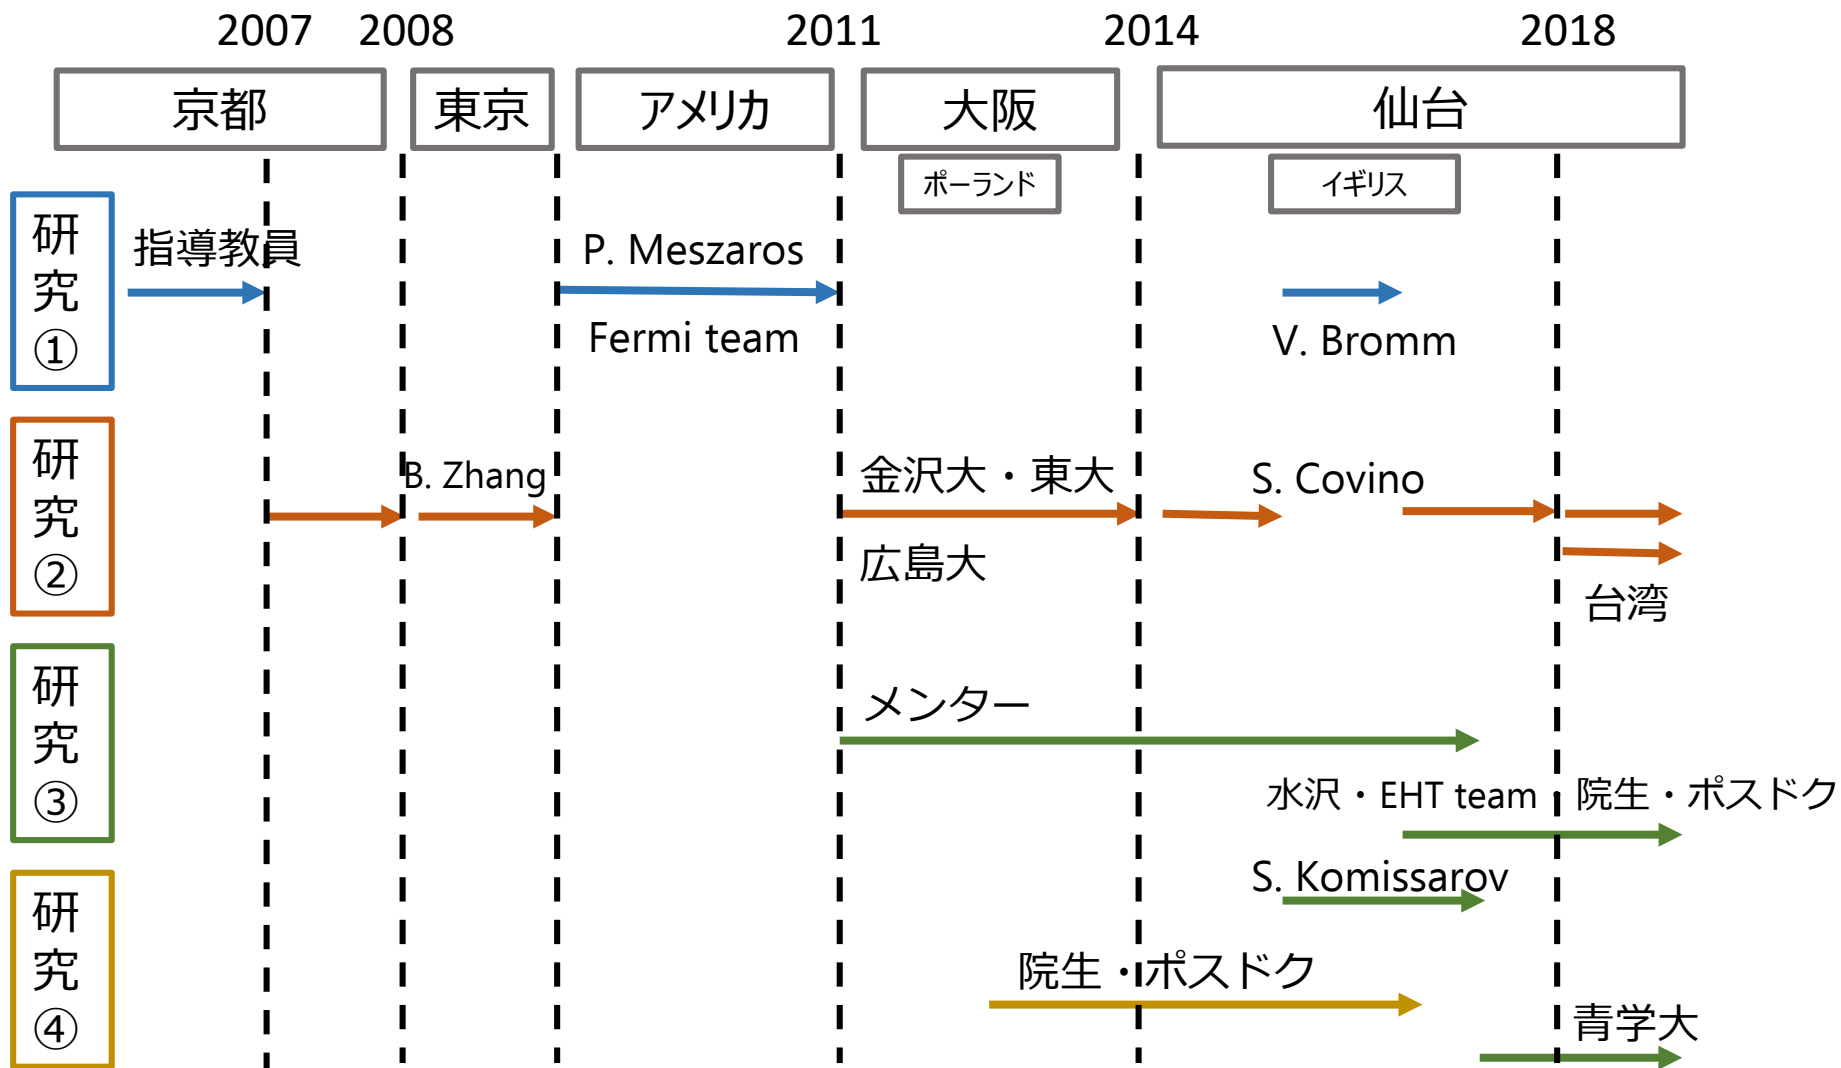 2007 2008 2011 2014 2018
京都 東京 アメリカ 大阪 仙台
ポーランド イギリス
研究①
指導教員
P. Meszaros
Fermi team
V. Bromm
研究②
B. Zhang
金沢大・東大
広島大
S. Covino
台湾
研究③
メンター
水沢・EHT team・院生・ポスドク
S. Komissarov
研究④
院生・ポスドク
青学大